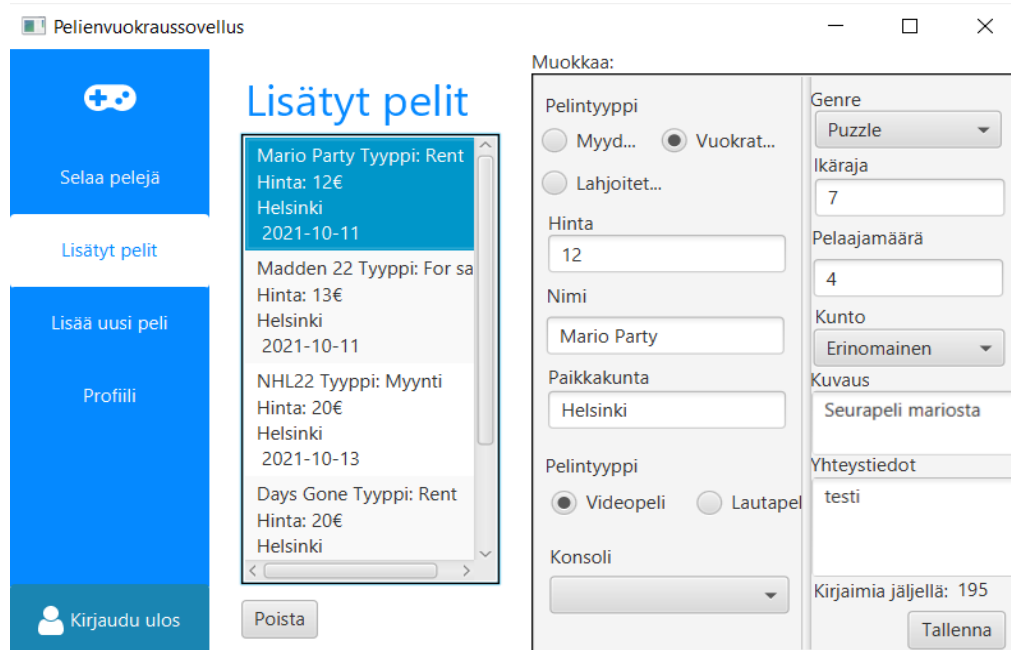 Pelienvuokraussovellus
Selaa pelejä
Lisätyt pelit
Lisää uusi peli
Profiili
Kirjaudu ulos
Lisätyt pelit
Mario Party Tyyppi: Rent
Hinta: 12€
Helsinki
2021-10-11
Madden 22 Tyyppi: For sa
Hinta: 13€
Helsinki
2021-10-11
NHL22 Tyyppi: Myynti
Hinta: 20€
Helsinki
2021-10-13
Days Gone Tyyppi: Rent
Hinta: 20€
Helsinki
Poista
Muokkaa:
Pelintyyppi
Myyd... Vuokrat...
Lahjoitet...
Hinta
12
Nimi
Mario Party
Paikkakunta
Helsinki
Pelintyyppi
Videopeli Lautapel
Konsoli
Genre
Puzzle
Ikäraja
7
Pelaajamäärä
4
Kunto
Erinomainen
Kuvaus
Seurapeli mariosta
Yhteystiedot
testi
Kirjaimia jäljellä: 195
Tallenna